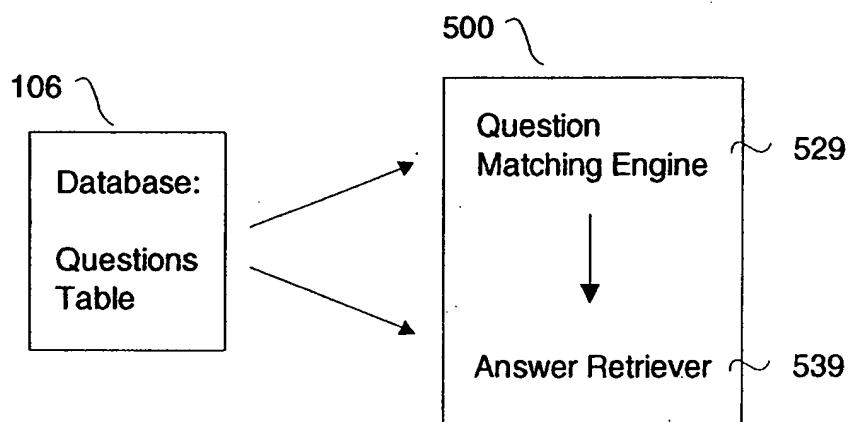 500
106
Database:
Questions
Table
Question
Matching Engine
529
Answer Retriever
539